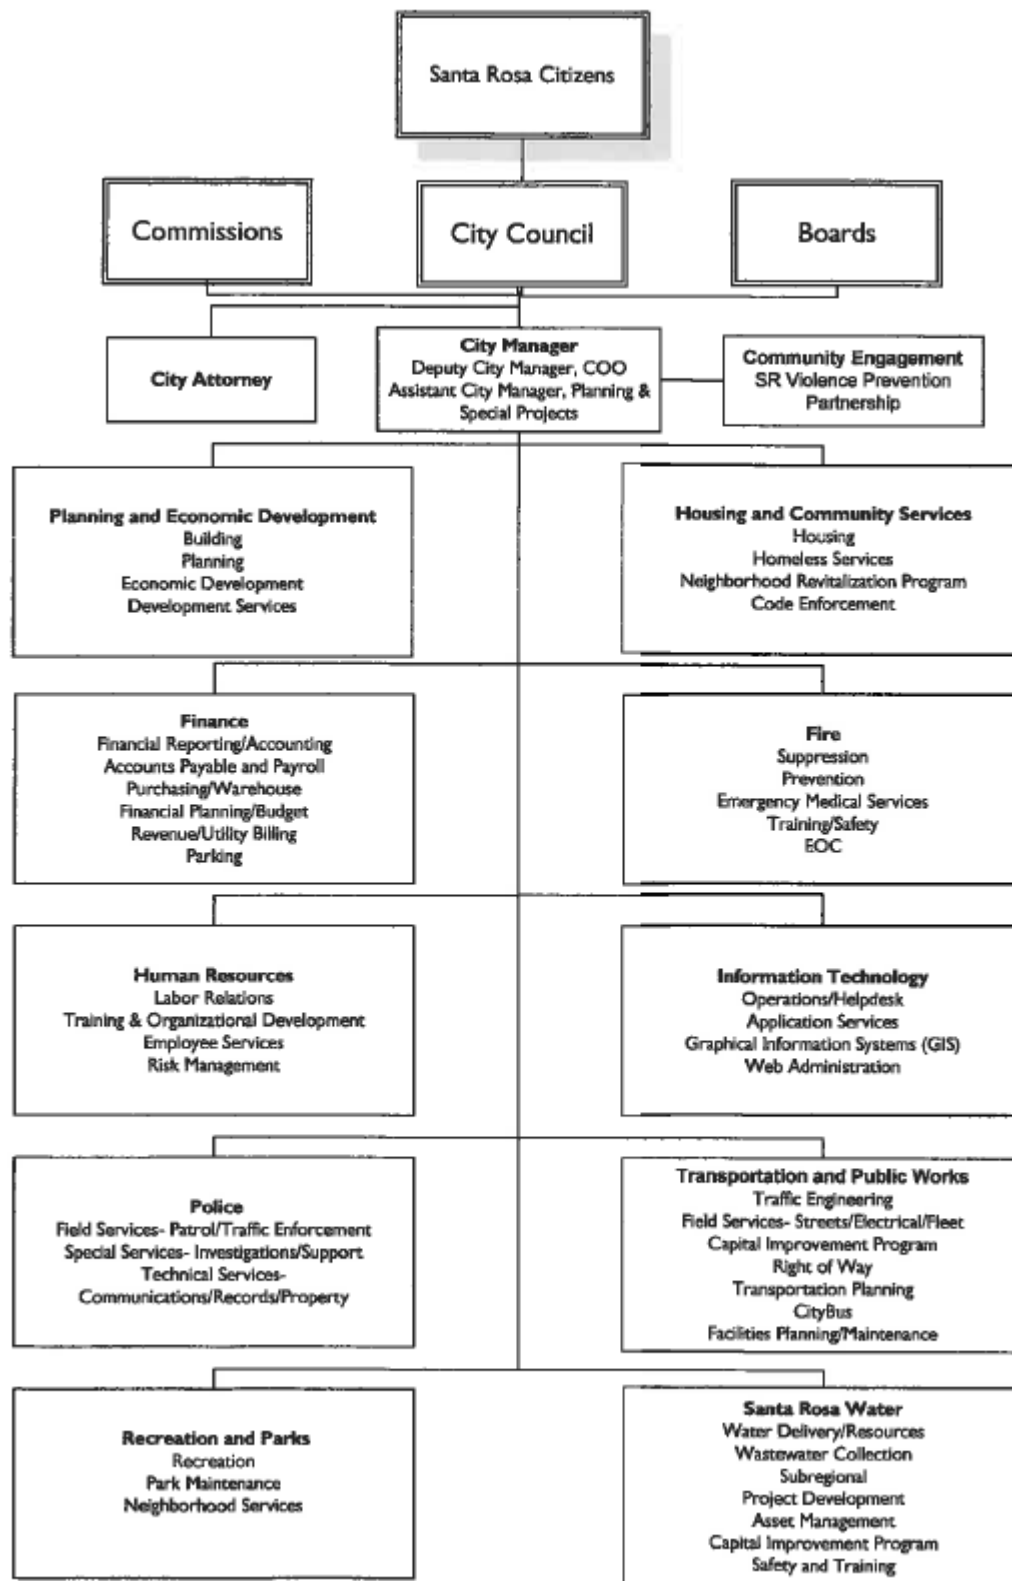 Santa Rosa Citizens
Commissions
City Council
Boards
City Attorney
City Manager
Deputy City Manager, COO
Assistant City Manager, Planning &
Special Projects
Community Engagement
SR Violence Prevention
Partnership
Planning and Economic Development
Building
Planning
Economic Development
Development Services
Housing and Community Services
Housing
Homeless Services
Neighborhood Revitalization Program
Code Enforcement
Finance
Financial Reporting/Accounting
Accounts Payable and Payroll
Purchasing/Warehouse
Financial Planning/Budget
Revenue/Utility Billing
Parking
Fire
Suppression
Prevention
Emergency Medical Services
Training/Safety
EOC
Human Resources
Labor Relations
Training & Organizational Development
Employee Services
Risk Management
Information Technology
Operations/Helpdesk
Application Services
Graphical Information Systems (GIS)
Web Administration
Police
Field Services- Patrol/Traffic Enforcement
Special Services- Investigations/Support
Technical Services-
Communications/Records/Property
Transportation and Public Works
Traffic Engineering
Field Services- Streets/Electrical/Fleet
Capital Improvement Program
Right of Way
Transportation Planning
CityBus
Facilities Planning/Maintenance
Recreation and Parks
Recreation
Park Maintenance
Neighborhood Services
Santa Rosa Water
Water Delivery/Resources
Wastewater Collection
Subregional
Project Development
Asset Management
Capital Improvement Program
Safety and Training